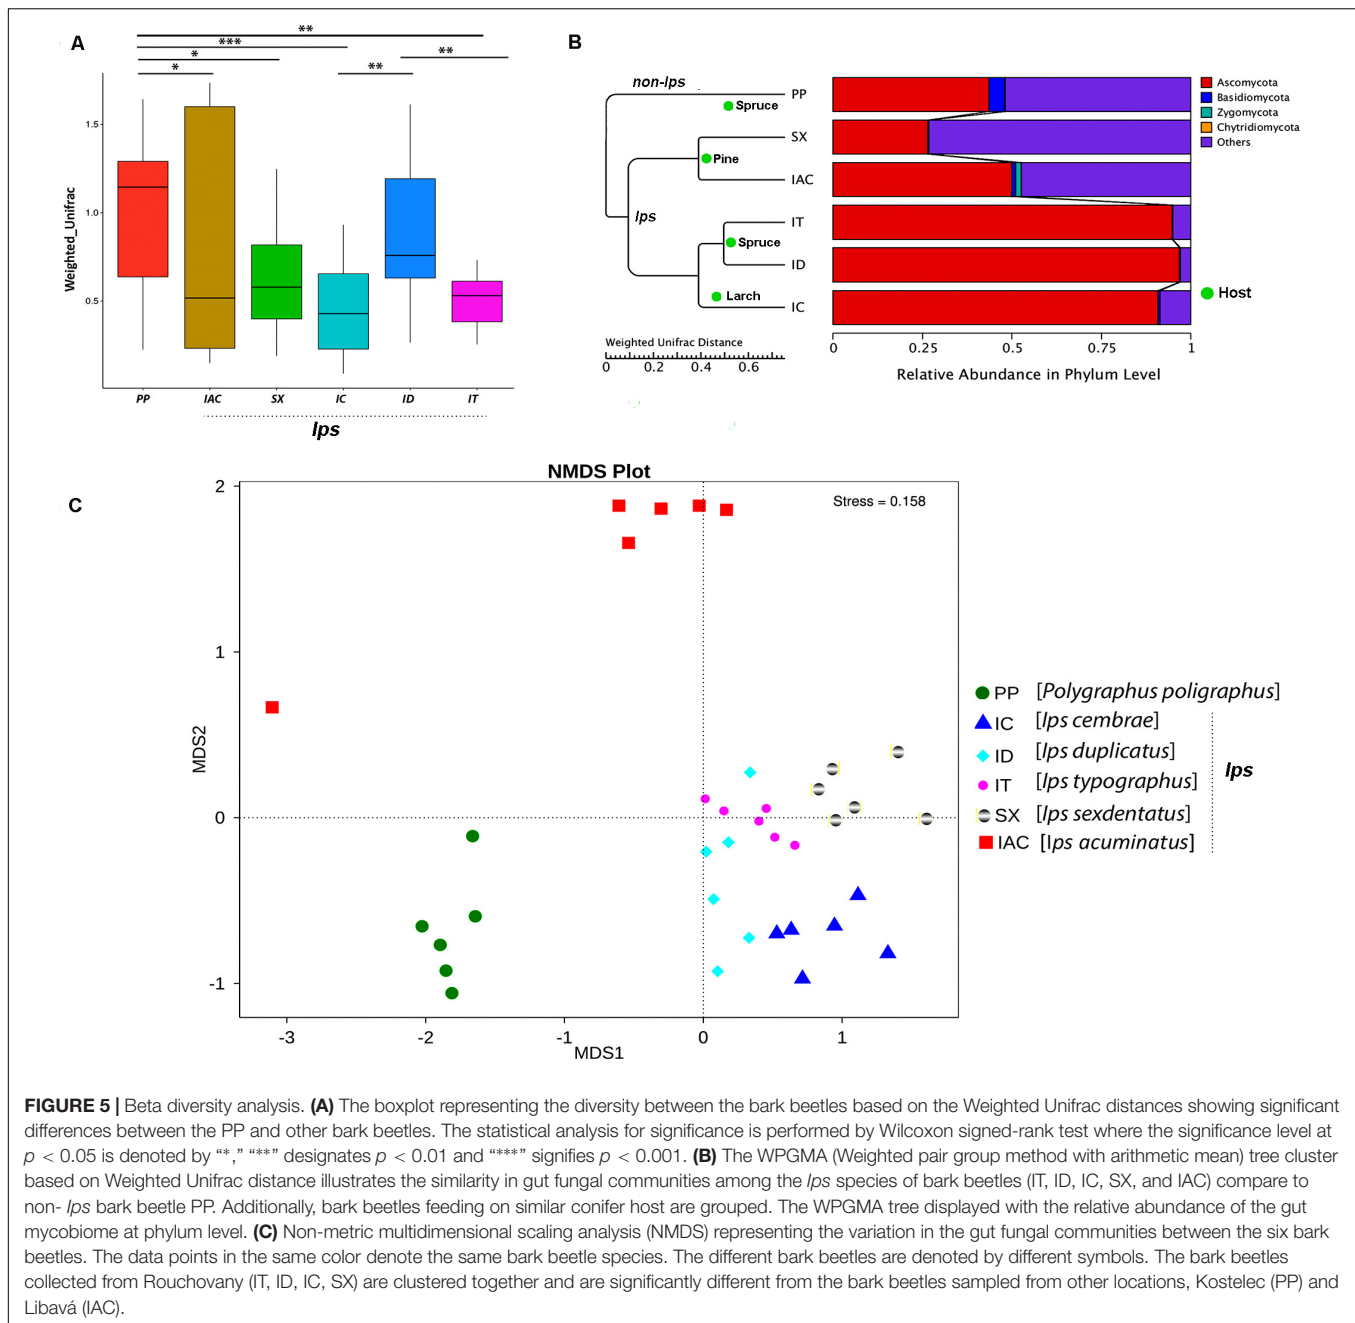 A
**
***
*
*
**
**
Weighted_Unifrac
1.5
1.0
0.5
PP IAC SX IC ID IT
Ips
B
non-Ips
Spruce
Pine
Ips
Spruce
Larch
PP
SX
IAC
IT
ID
IC
Weighted Unifrac Distance
0 0.2 0.4 0.6
Ascomycota
Basidiomycota
Zygomycota
Chytridiomycota
Others
Host
0 0.25 0.5 0.75 1
Relative Abundance in Phylum Level
C
NMDS Plot
Stress = 0.158
MDS2
2
1
0
-1
-3 -2 -1 0 1
MDS1
PP [Polygraphus poligraphus]
IC [Ips cembrae]
ID [Ips duplicatus]
IT [Ips typographus]
SX [Ips sexdentatus]
IAC [Ips acuminatus]
Ips
FIGURE 5 | Beta diversity analysis. (A) The boxplot representing the diversity between the bark beetles based on the Weighted Unifrac distances showing significant
differences between the PP and other bark beetles. The statistical analysis for significance is performed by Wilcoxon signed-rank test where the significance level at
p < 0.05 is denoted by “*,” “**” designates p < 0.01 and “***” signifies p < 0.001. (B) The WPGMA (Weighted pair group method with arithmetic mean) tree cluster
based on Weighted Unifrac distance illustrates the similarity in gut fungal communities among the Ips species of bark beetles (IT, ID, IC, SX, and IAC) compare to
non- Ips bark beetle PP. Additionally, bark beetles feeding on similar conifer host are grouped. The WPGMA tree displayed with the relative abundance of the gut
mycobiome at phylum level. (C) Non-metric multidimensional scaling analysis (NMDS) representing the variation in the gut fungal communities between the six bark
beetles. The data points in the same color denote the same bark beetle species. The different bark beetles are denoted by different symbols. The bark beetles
collected from Rouchovany (IT, ID, IC, SX) are clustered together and are significantly different from the bark beetles sampled from other locations, Kostelec (PP) and
Libavá (IAC).